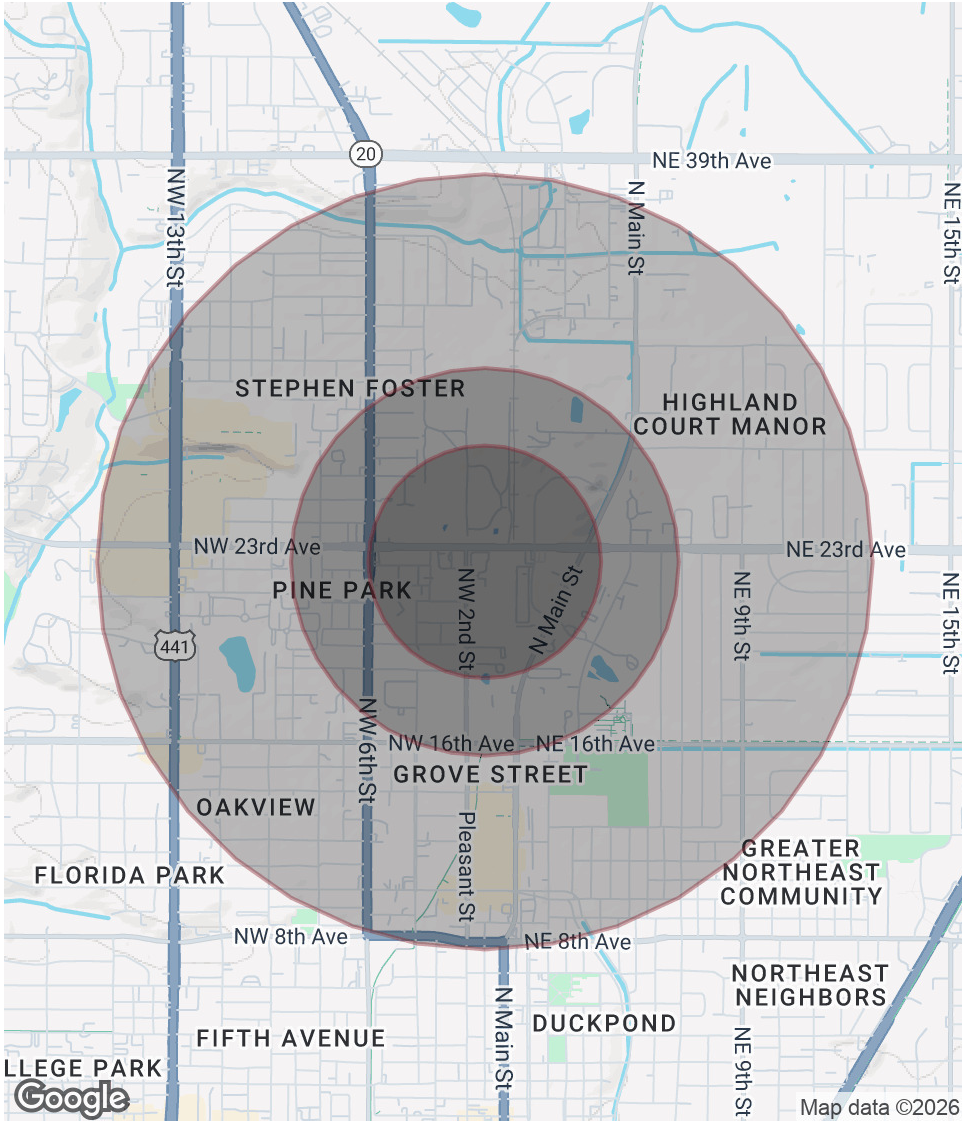 20
NE 39th Ave
NW 13th St
N Main St
NE 15th St
STEPHEN FOSTER
HIGHLAND
COURT MANOR
NW 23rd Ave
NE 23rd Ave
PINE PARK
NW 2nd St
N Main St
NE 9th St
NE 15th St
441
NW 6th St
NW 16th Ave
NE 16th Ave
GROVE STREET
OAKVIEW
Pleasant St
GREATER
NORTHEAST
COMMUNITY
FLORIDA PARK
NW 8th Ave
NE 8th Ave
NORTHEAST
NEIGHBORS
N Main St
DUCKPOND
FIFTH AVENUE
NE 9th St
LLEGE PARK
Google
Map data ©2026